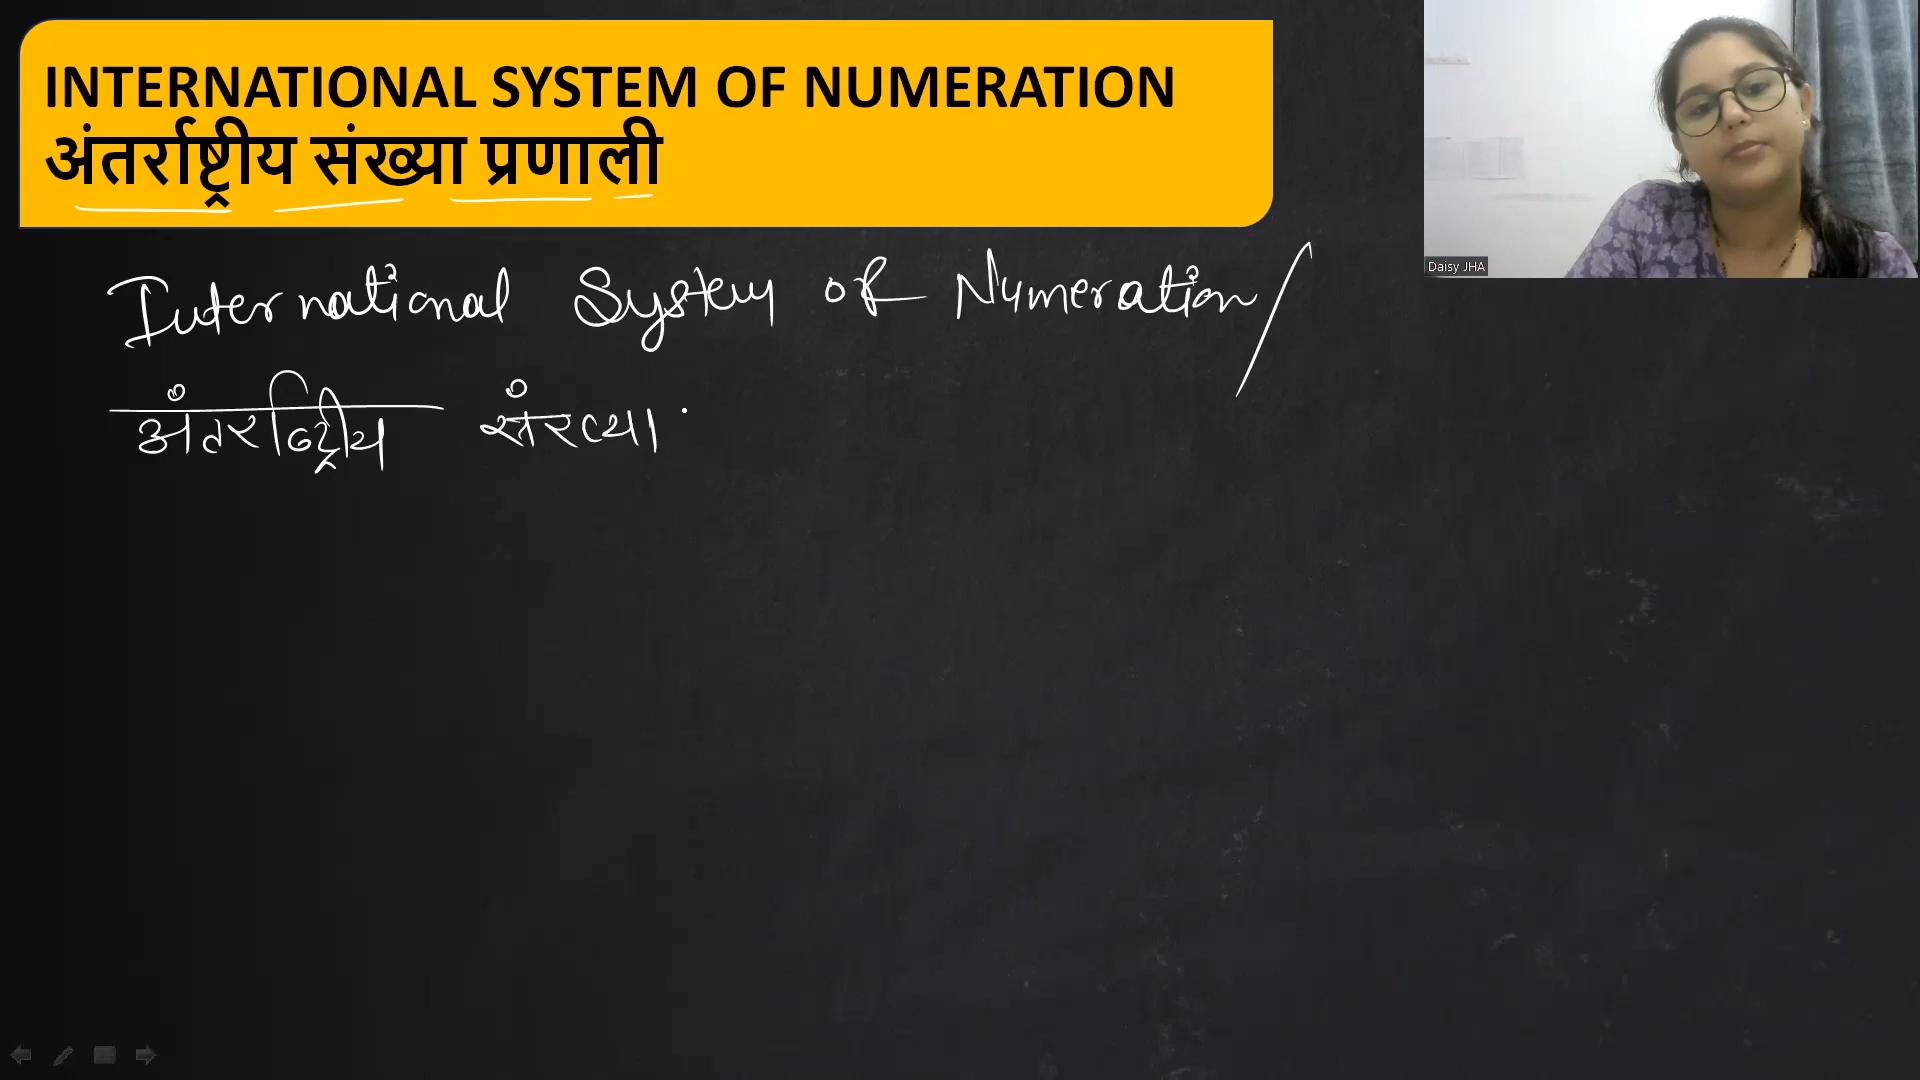 INTERNATIONAL SYSTEM OF NUMERATION
अंतर्राष्ट्रीय संख्या प्रणाली
Daisy JHA
International System of Numeration/
अंतर्राष्ट्रीय संख्या